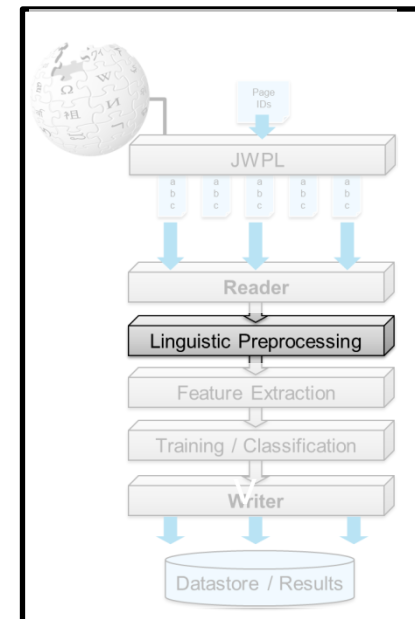 Page
IDs
JWPL
a a a a a
b b b b b
c c c c c
Reader
Linguistic Preprocessing
Feature Extraction
Training / Classification
Writer
Datastore / Results